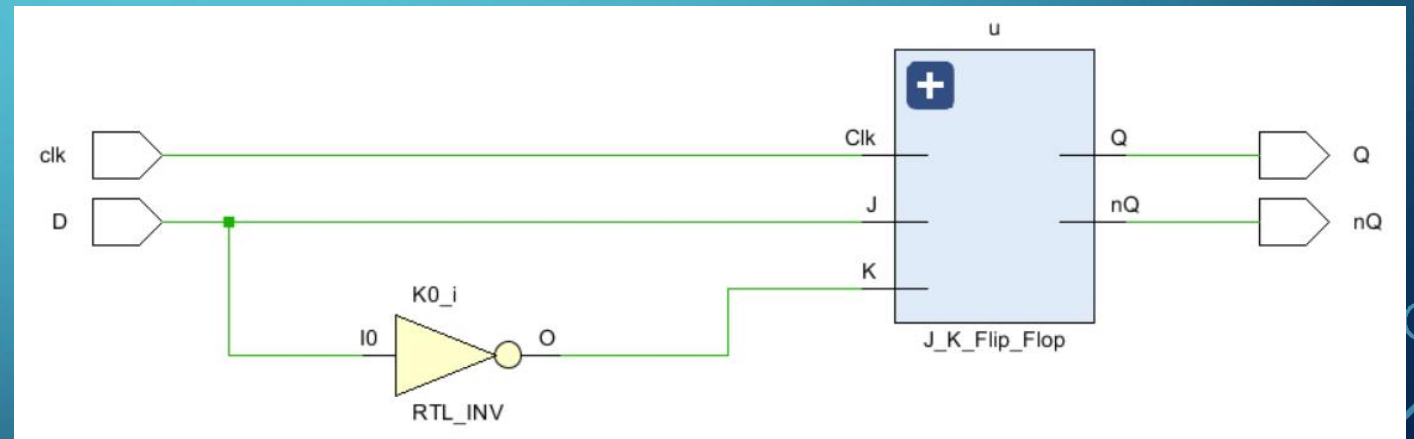 u
clk
Clk
Q
Q
D
J
nQ
nQ
K
K0_i
I0
O
J_K_Flip_Flop
RTL_INV